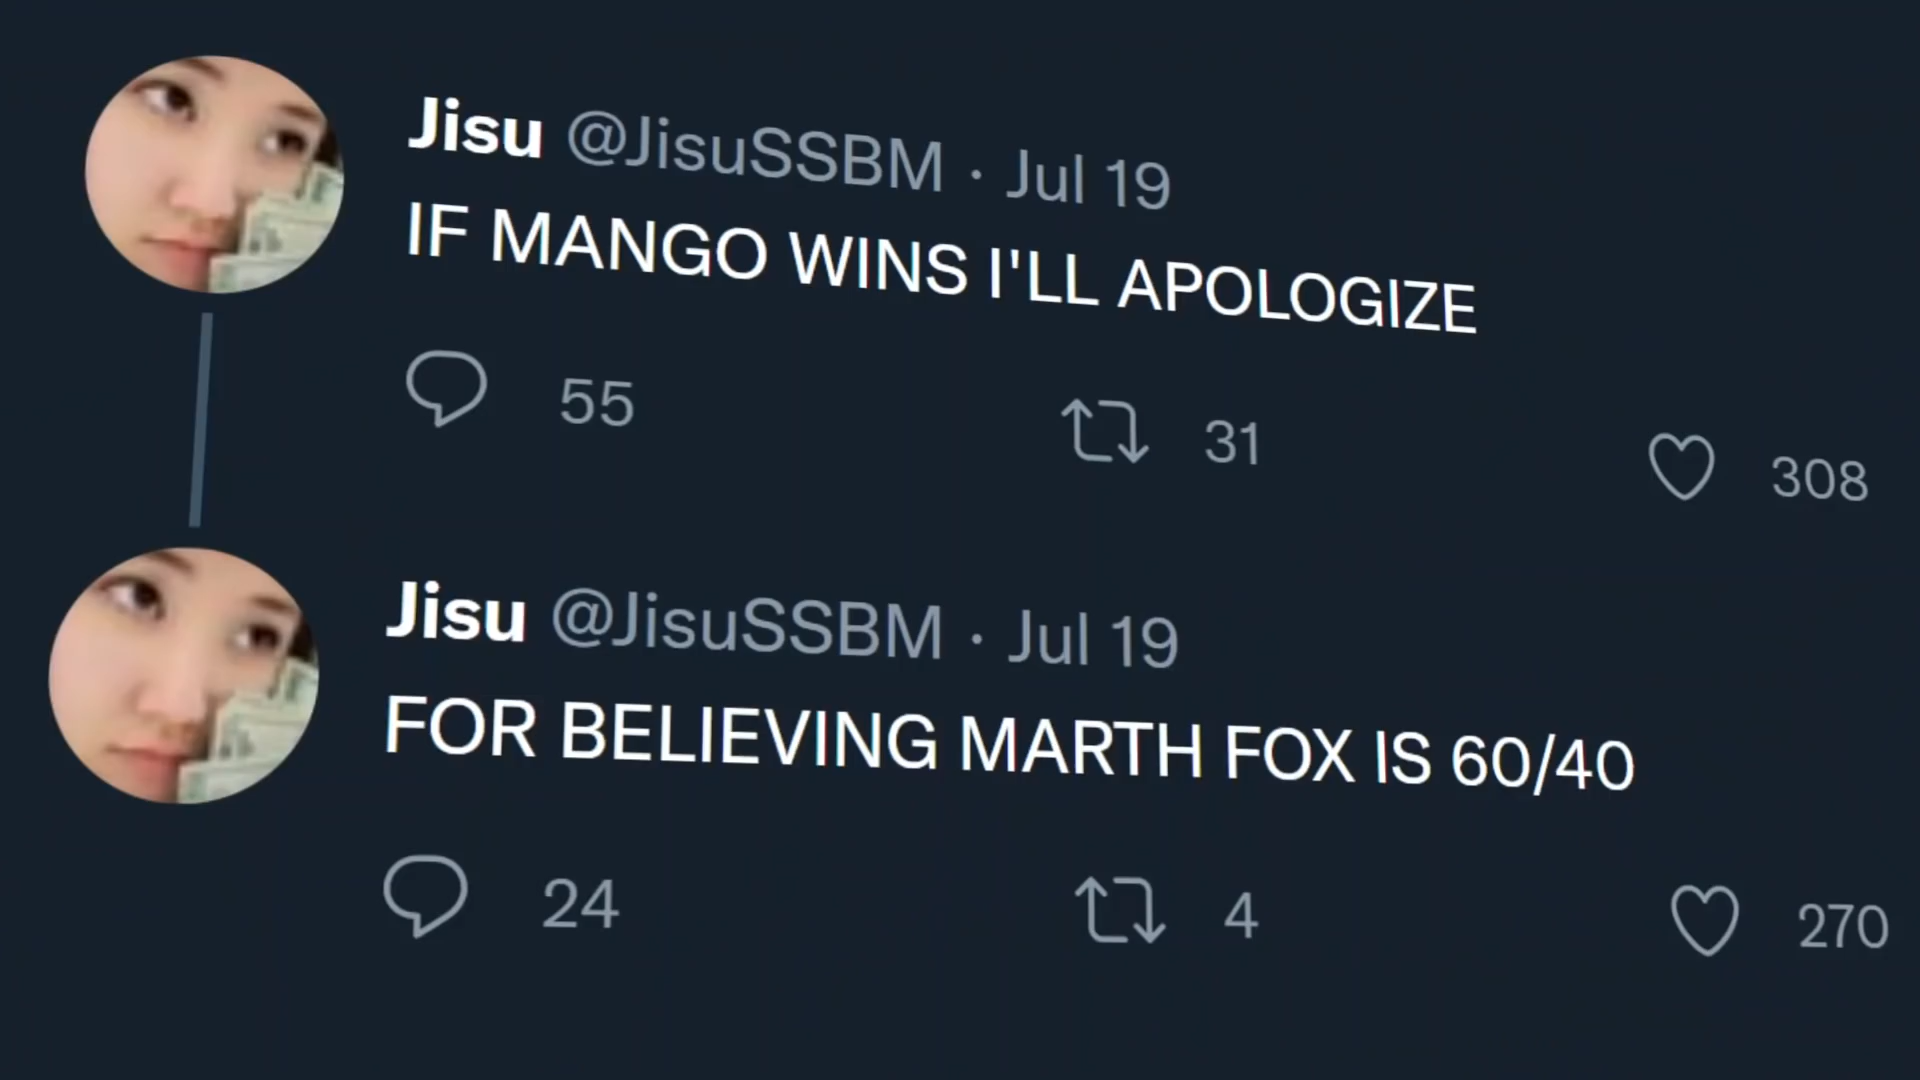 Jisu @JisuSSBM · Jul 19
IF MANGO WINS I'LL APOLOGIZE
55 31 308
Jisu @JisuSSBM · Jul 19
FOR BELIEVING MARTH FOX IS 60/40
24 4 270